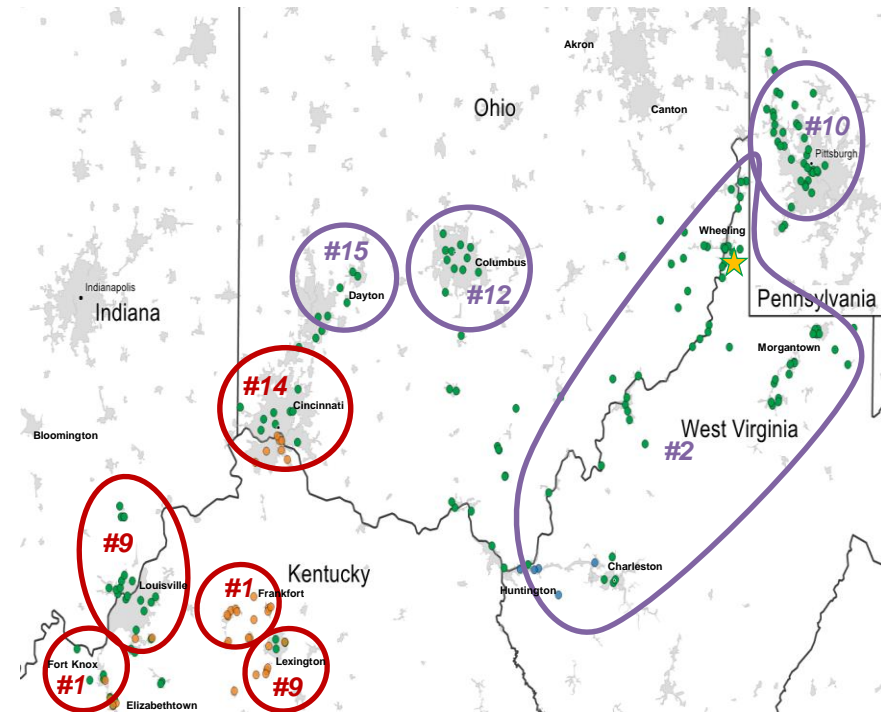 Akron
Canton
Ohio
#10
Pittsburgh
Wheeling
#15
Columbus
Dayton
#12
Indianapolis
Indiana
Pennsylvania
Morgantown
#14
Cincinnati
Bloomington
West Virginia
#2
#9
Kentucky
Louisville
#1
Frankfort
Charleston
Huntington
Fort Knox
#1
Lexington
#9
Elizabethtown